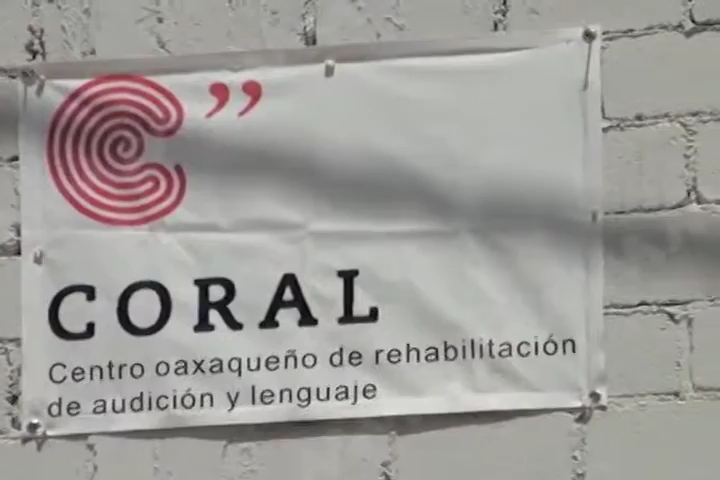 C”
CORAL
Centro oaxaqueño de rehabilitación
de audición y lenguaje